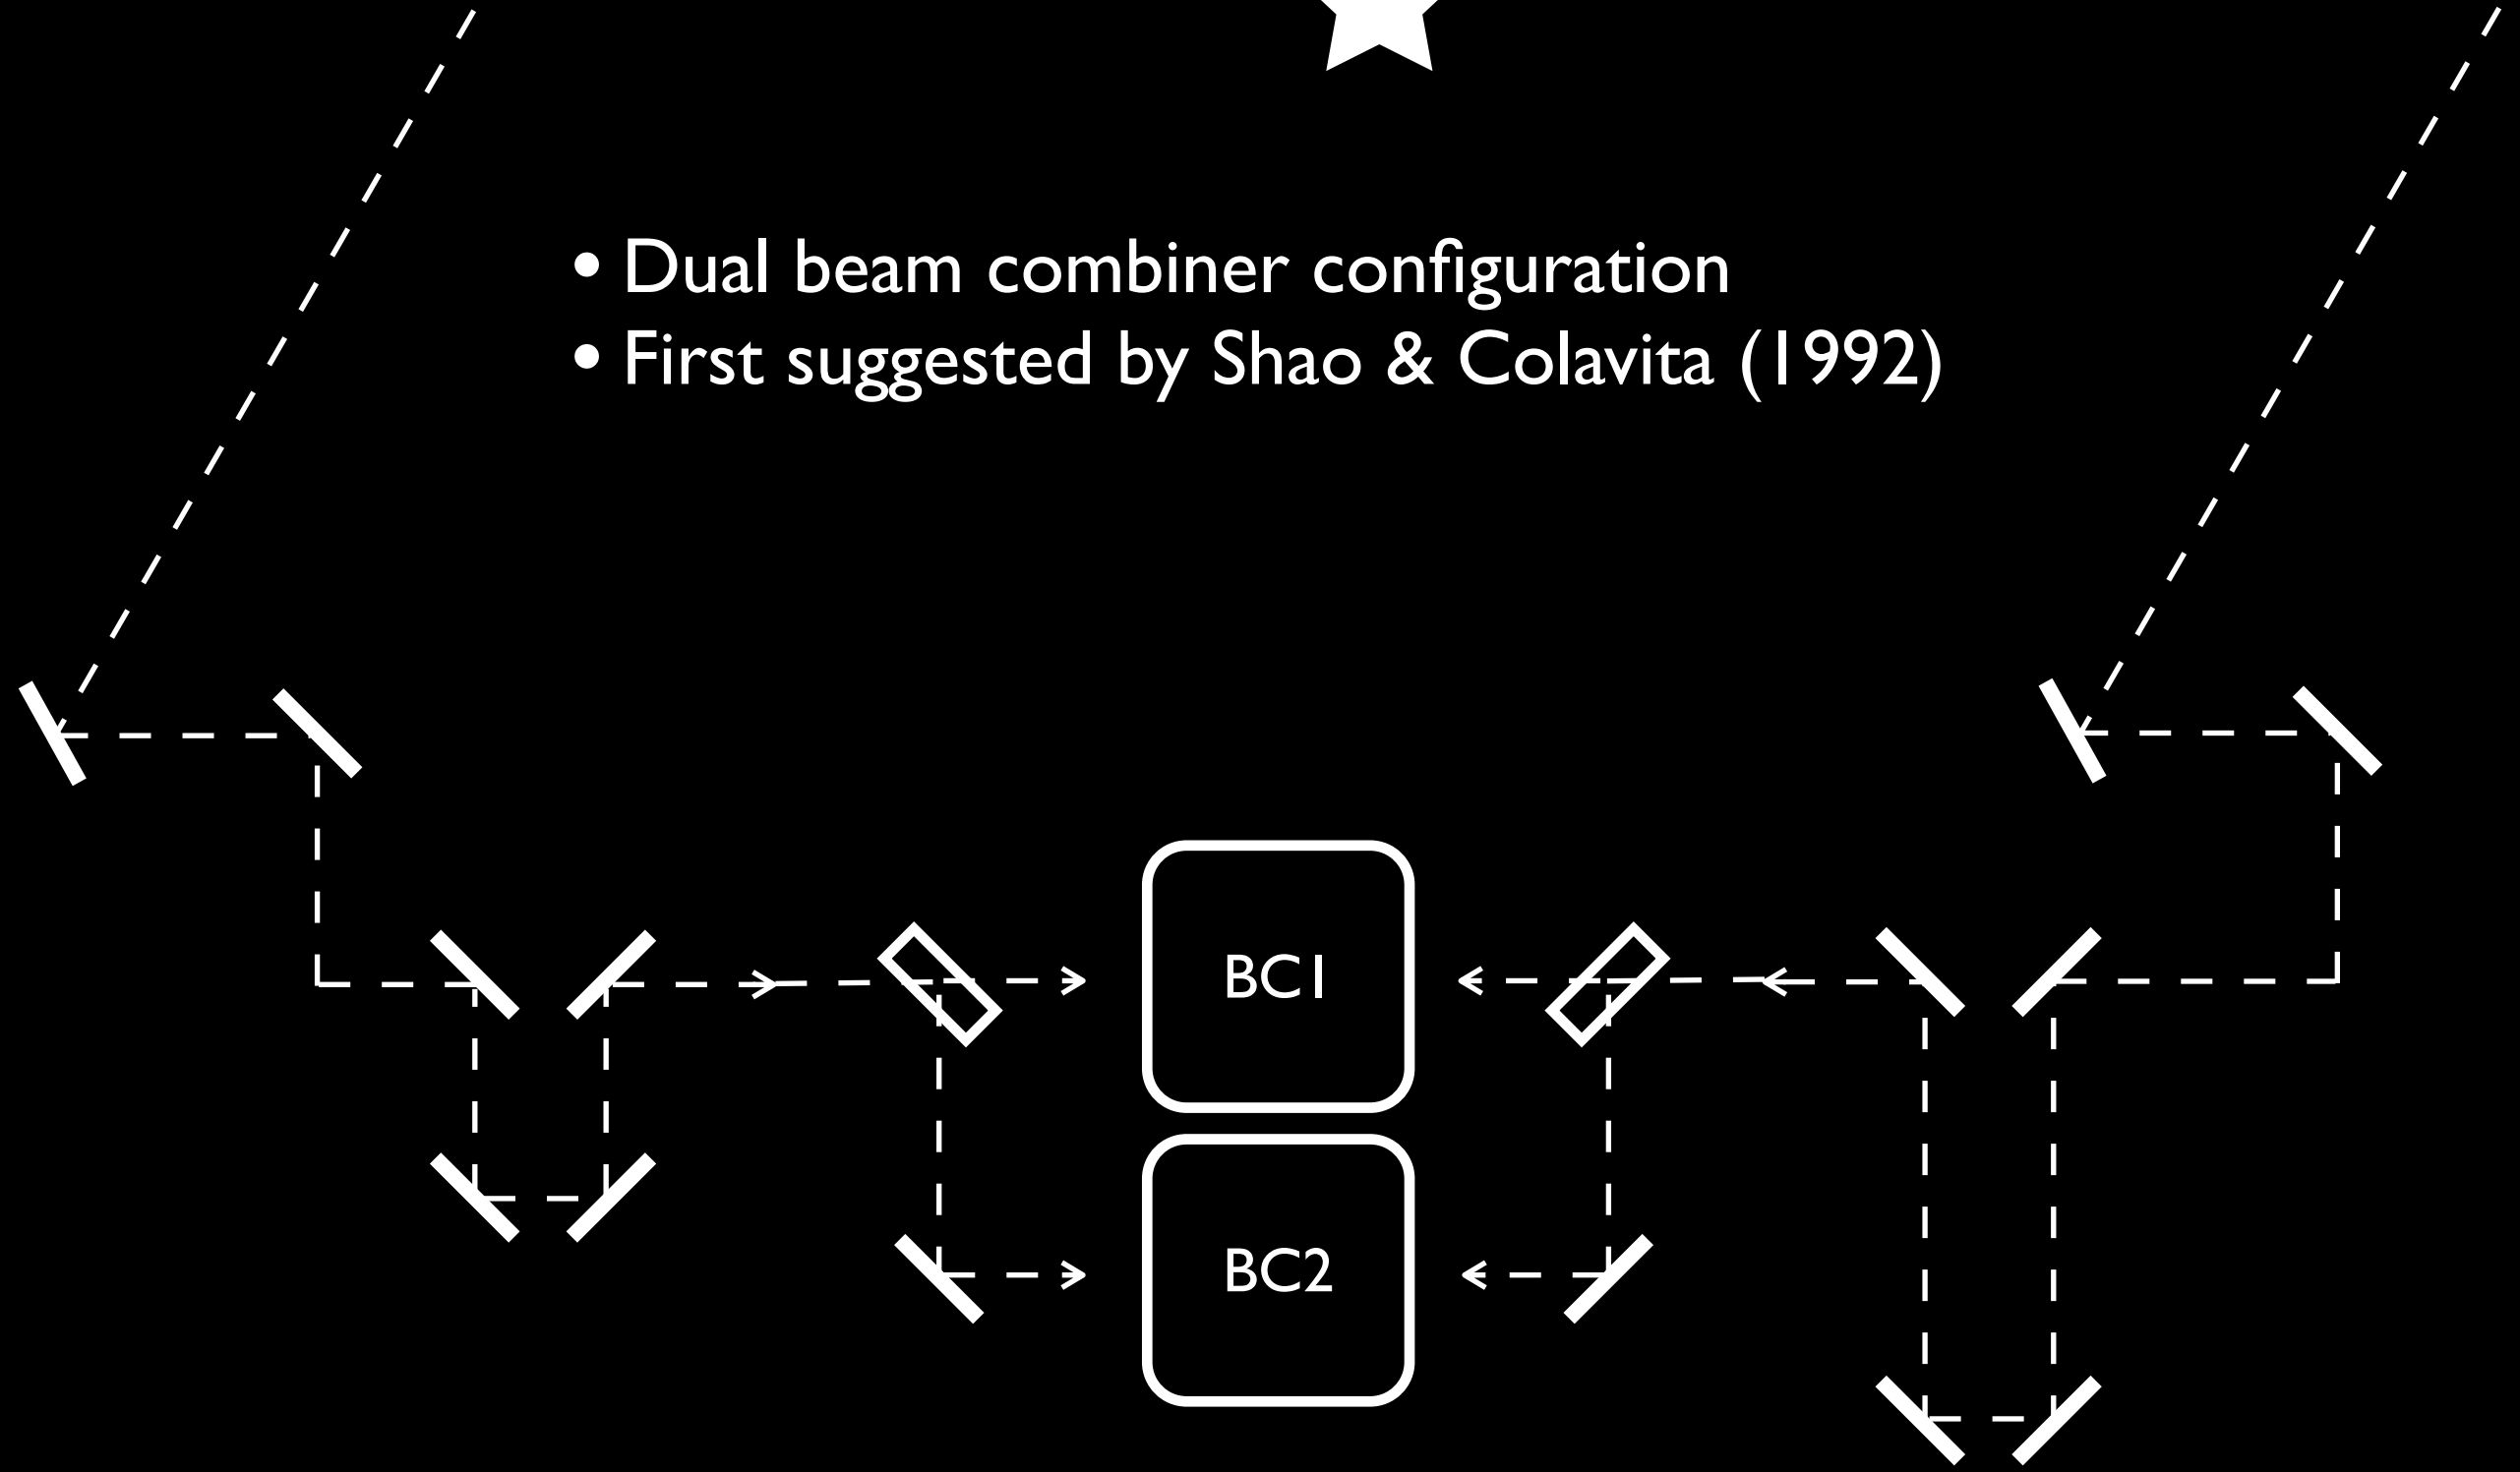 • Dual beam combiner configuration
• First suggested by Shao & Colavita (1992)
BC1
BC2